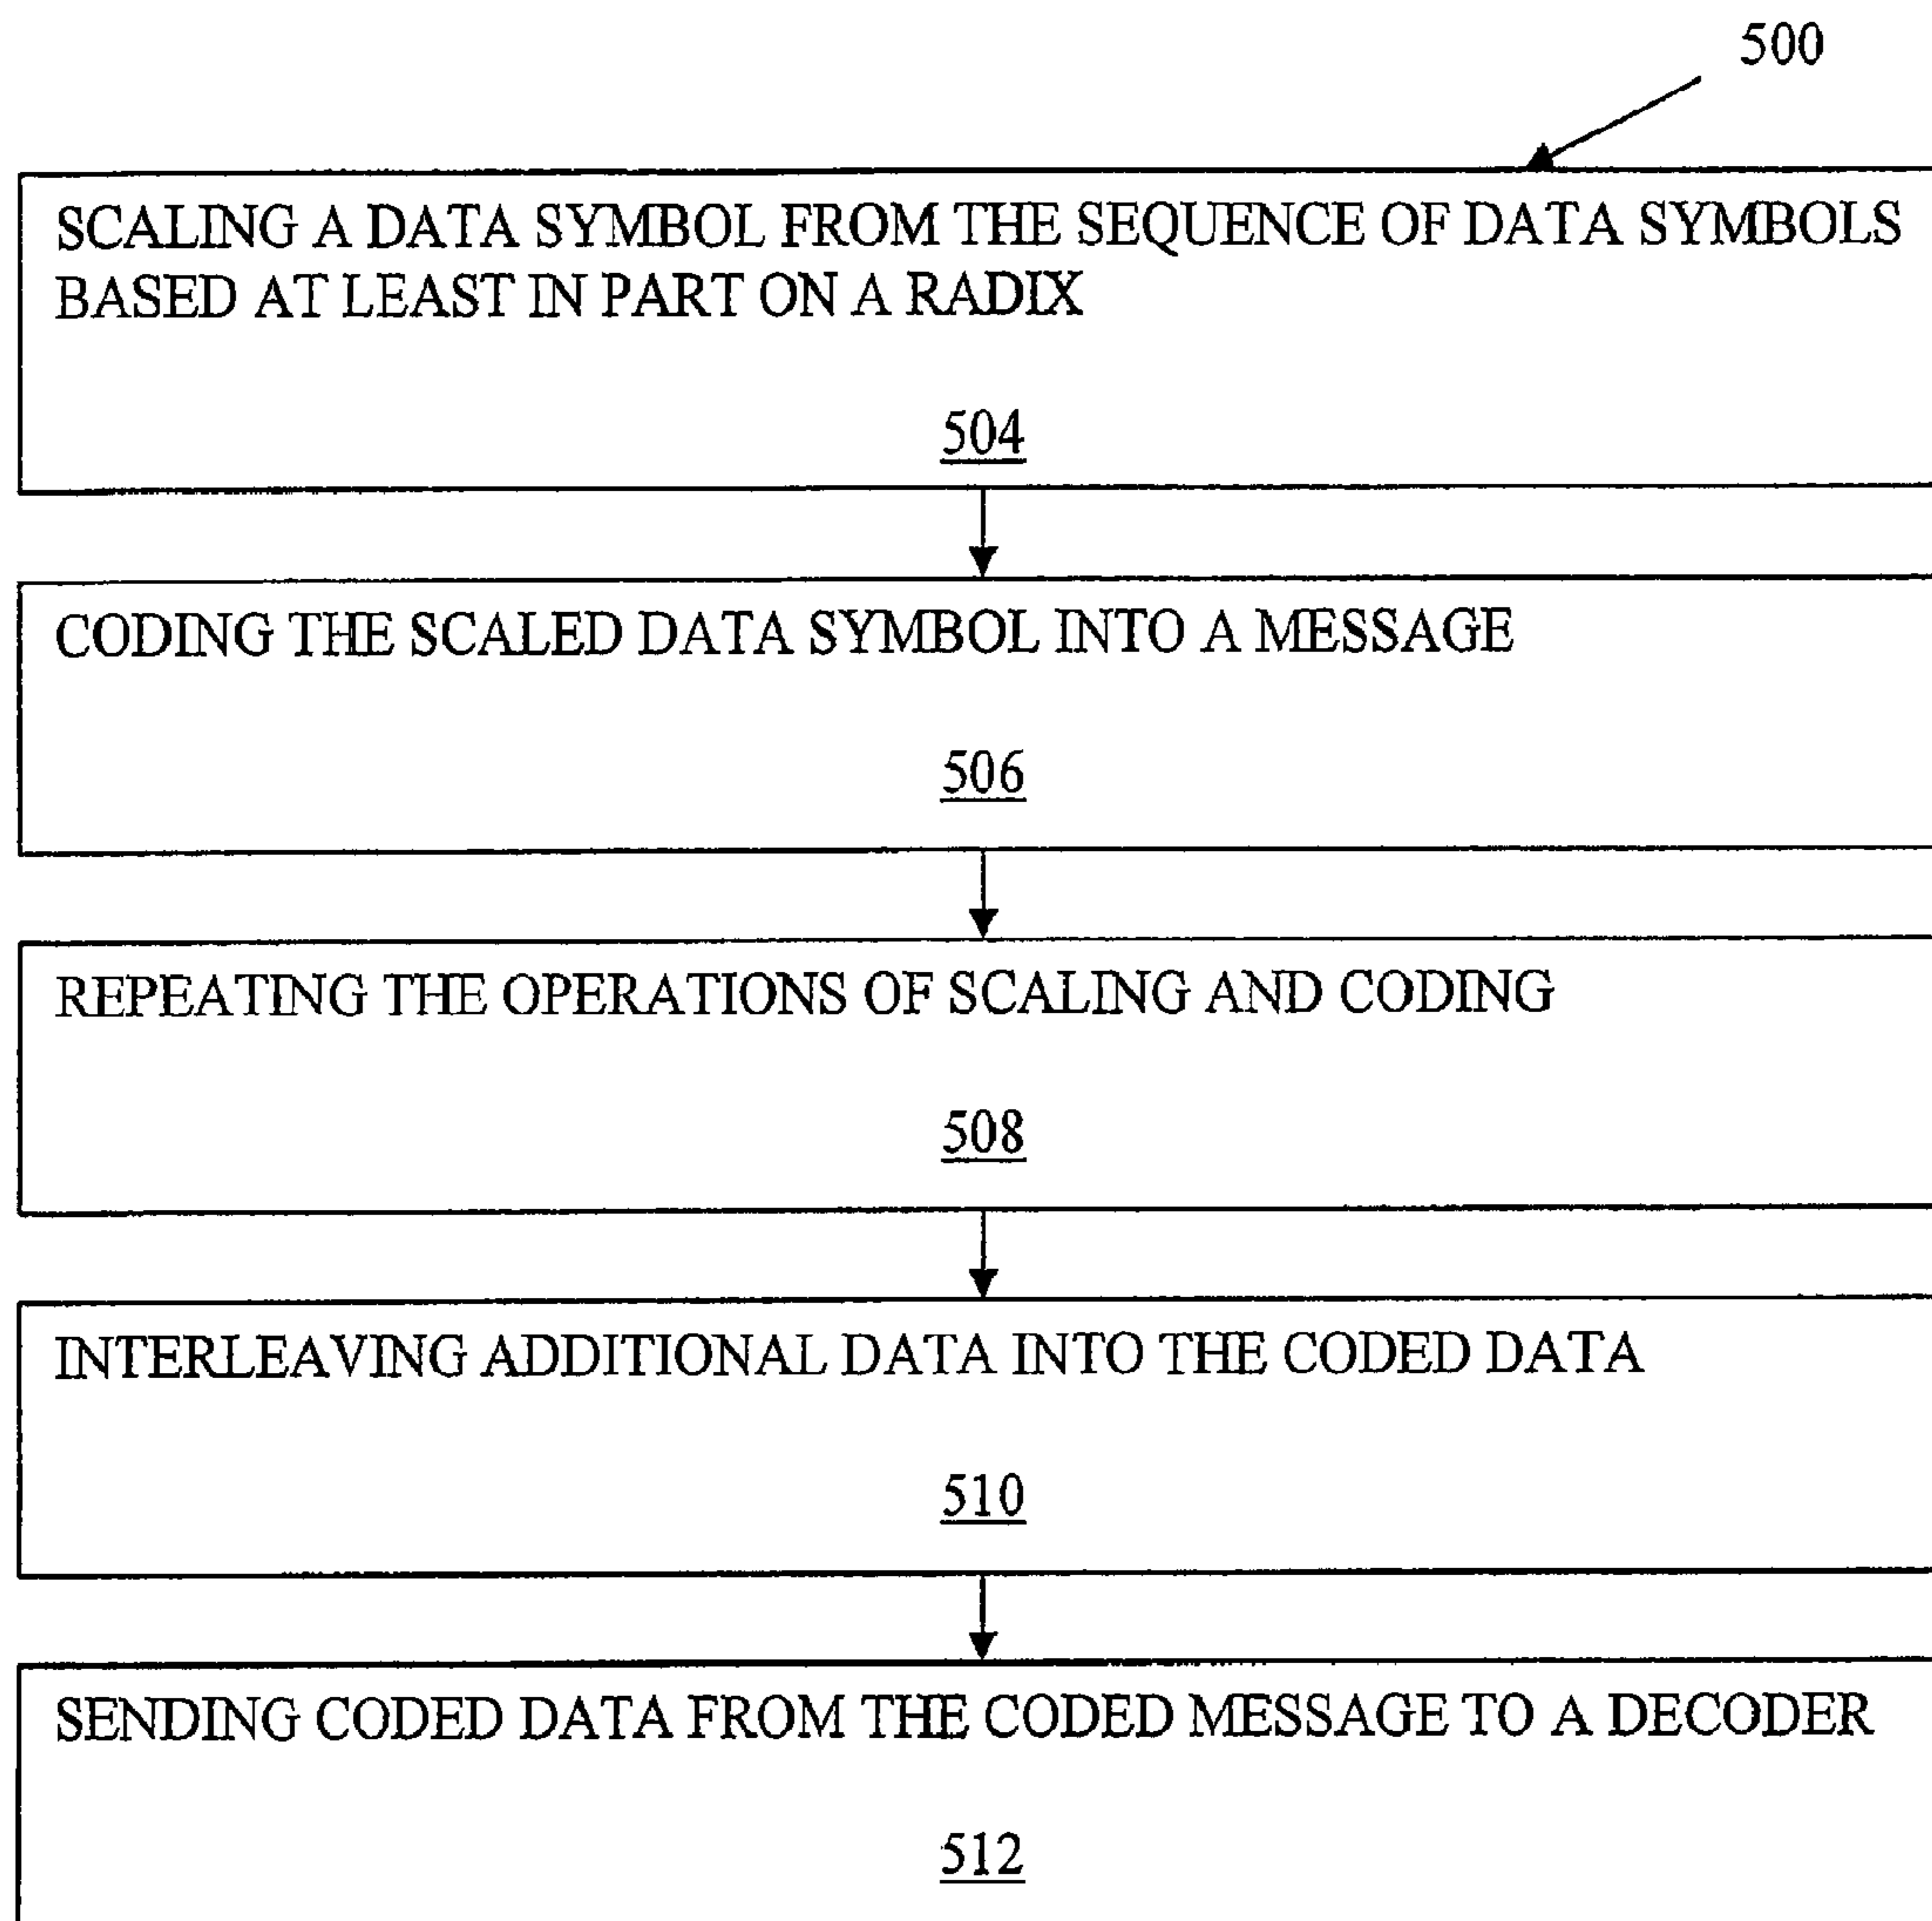 500
SCALING A DATA SYMBOL FROM THE SEQUENCE OF DATA SYMBOLS
BASED AT LEAST IN PART ON A RADIX
504
CODING THE SCALED DATA SYMBOL INTO A MESSAGE
506
REPEATING THE OPERATIONS OF SCALING AND CODING
508
INTERLEAVING ADDITIONAL DATA INTO THE CODED DATA
510
SENDING CODED DATA FROM THE CODED MESSAGE TO A DECODER
512